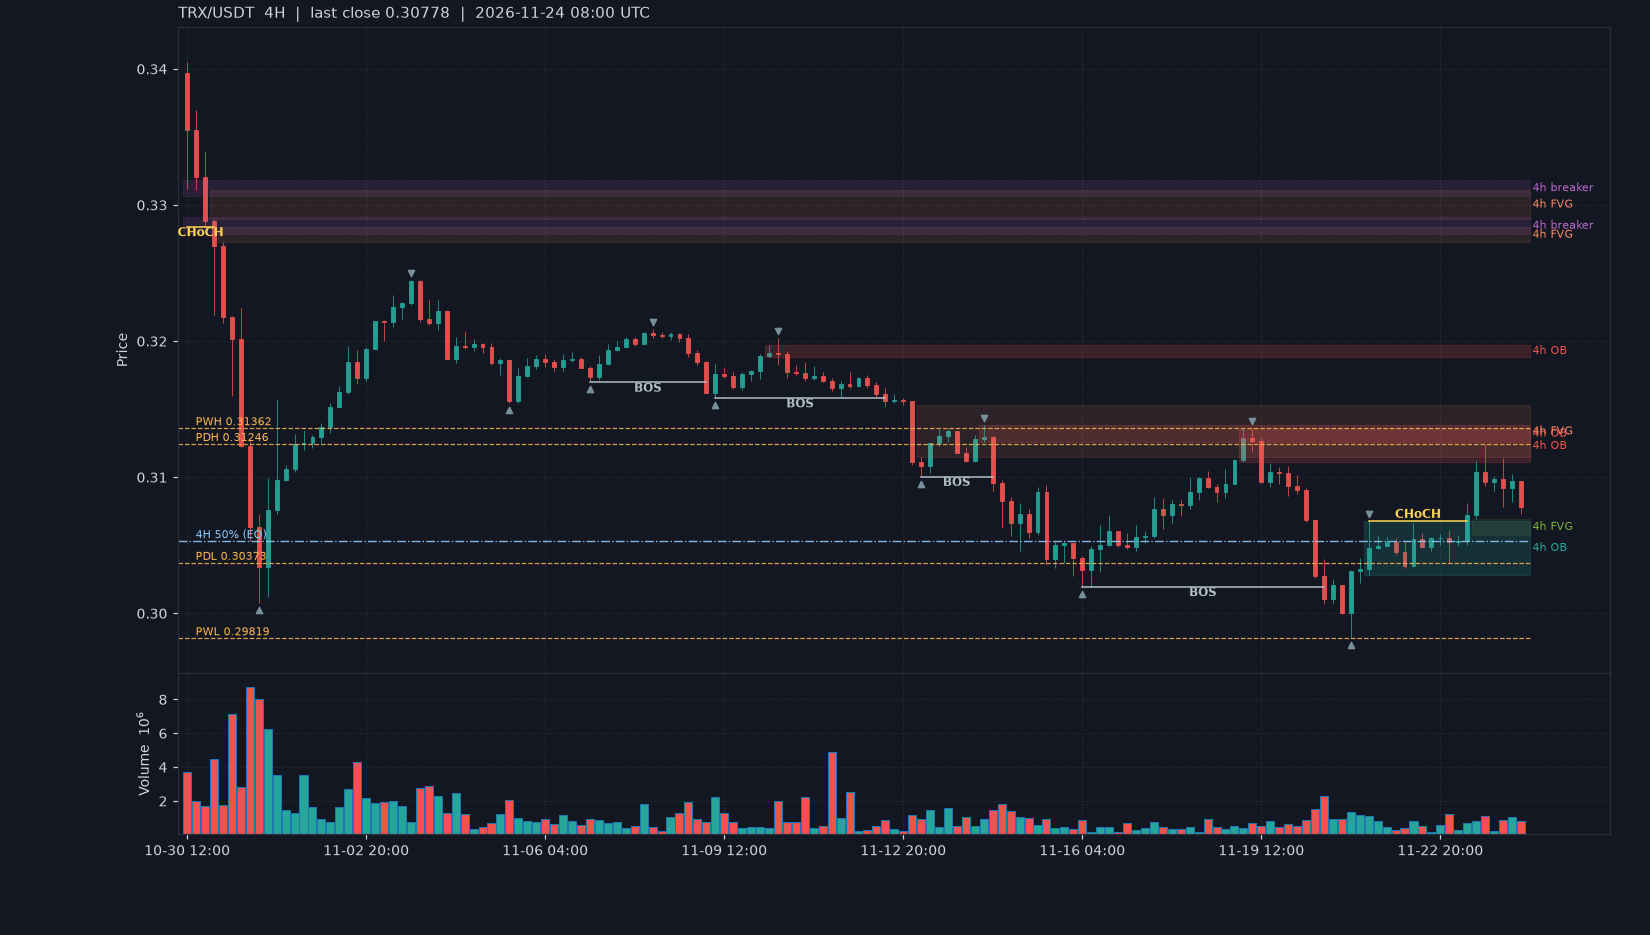 TRX/USDT 4H | last close 0.30778 | 2026-11-24 08:00 UTC
0.34
4h breaker
4h FVG
0.33
4h breaker
CHoCH
4h FVG
Price
0.32
4h OB
BOS
BOS
PWH 0.31362
4h FVG
4h OB
PDH 0.31246
4h OB
0.31
BOS
CHoCH
4h FVG
4H 50% (EQ)
4h OB
PDL 0.30373
BOS
0.30
PWL 0.29819
Volume 10⁶
8
6
4
2
10-30 12:00 11-02 20:00 11-06 04:00 11-09 12:00 11-12 20:00 11-16 04:00 11-19 12:00 11-22 20:00